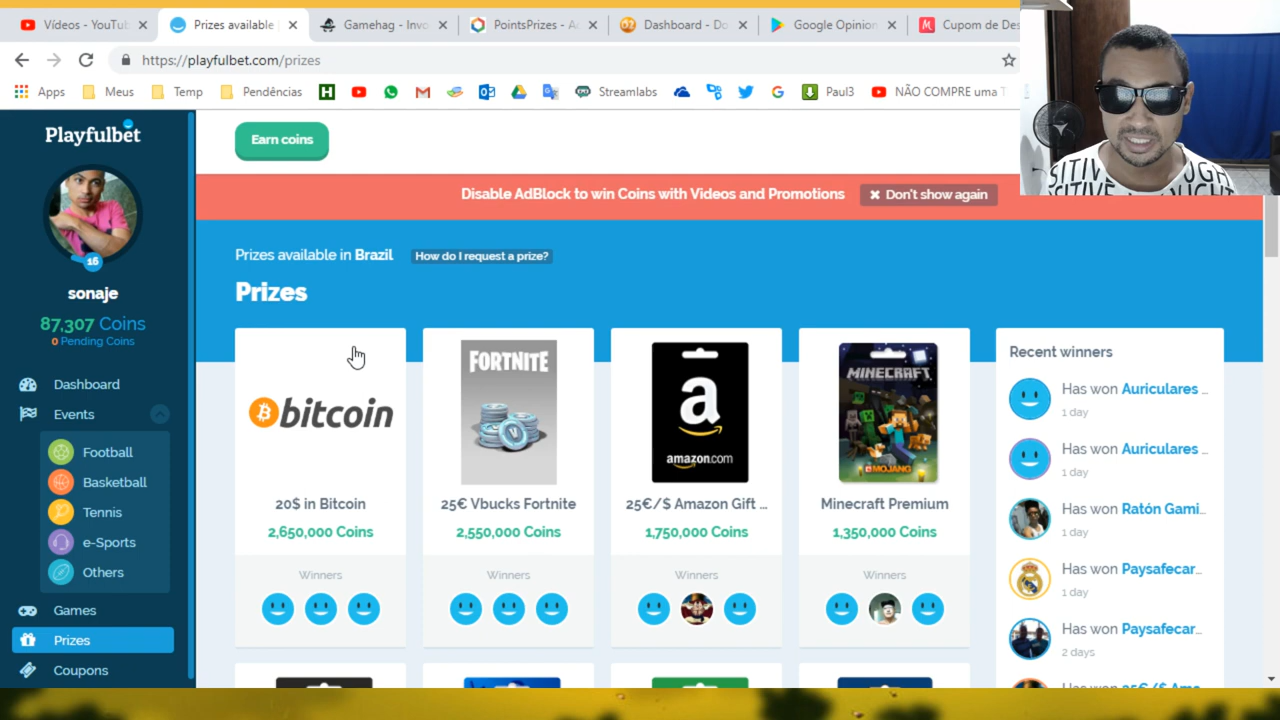 Vídeos - YouTub
Prizes available
Gamehag - Invo
PointsPrizes - Ac
Dashboard - Do
Google Opinion
Cupom de Des
https://playfulbet.com/prizes
Apps
Meus
Temp
Pendências
Streamlabs
Paul3
NÃO COMPRE uma T
Playfulbet
16
sonaje
87,307 Coins
0 Pending Coins
Dashboard
Events
Football
Basketball
Tennis
e-Sports
Others
Games
Prizes
Coupons
Earn coins
Disable AdBlock to win Coins with Videos and Promotions
Don't show again
Prizes available in Brazil
How do I request a prize?
Prizes
bitcoin
20$ in Bitcoin
2,650,000 Coins
Winners
FORTNITE
25€ Vbucks Fortnite
2,550,000 Coins
Winners
amazon.com
25€/$ Amazon Gift ...
1,750,000 Coins
Winners
MINECRAFT
MOJANG
Minecraft Premium
1,350,000 Coins
Winners
Recent winners
Has won Auriculares ...
1 day
Has won Auriculares ...
1 day
Has won Ratón Gami...
1 day
Has won Paysafecar...
1 day
Has won Paysafecar...
2 days